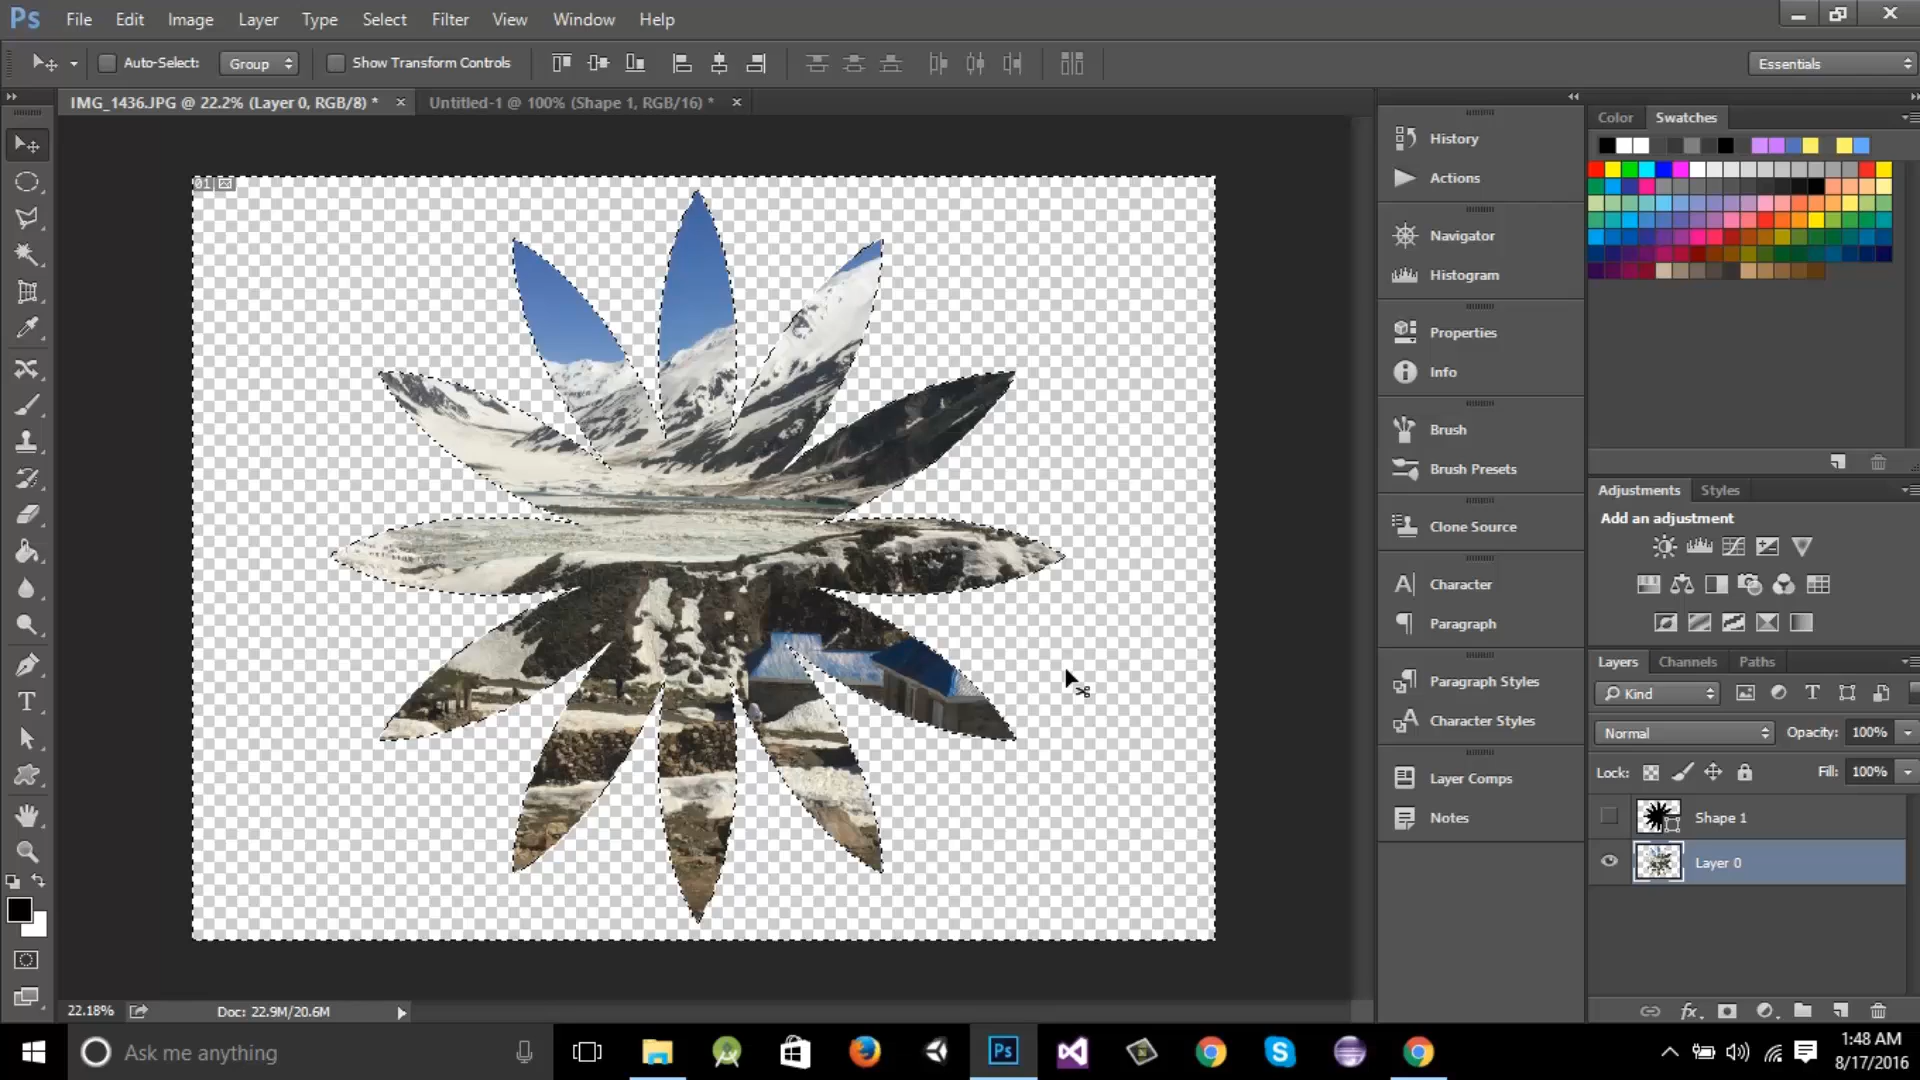 Ps File Edit Image Layer Type Select Filter View Window Help
Auto-Select: Group Show Transform Controls Essentials
IMG_1436.JPG @ 22.2% (Layer 0, RGB/8) * × Untitled-1 @ 100% (Shape 1, RGB/16) * ×
01
History
Actions
Navigator
Histogram
Properties
Info
Brush
Brush Presets
Clone Source
Character
Paragraph
Paragraph Styles
Character Styles
Layer Comps
Notes
Color Swatches
Adjustments Styles
Add an adjustment
Layers Channels Paths
Kind
Normal Opacity: 100%
Lock: Fill: 100%
Shape 1
Layer 0
22.18% Doc: 22.9M/20.6M
Ask me anything
Ps
1:48 AM
8/17/2016